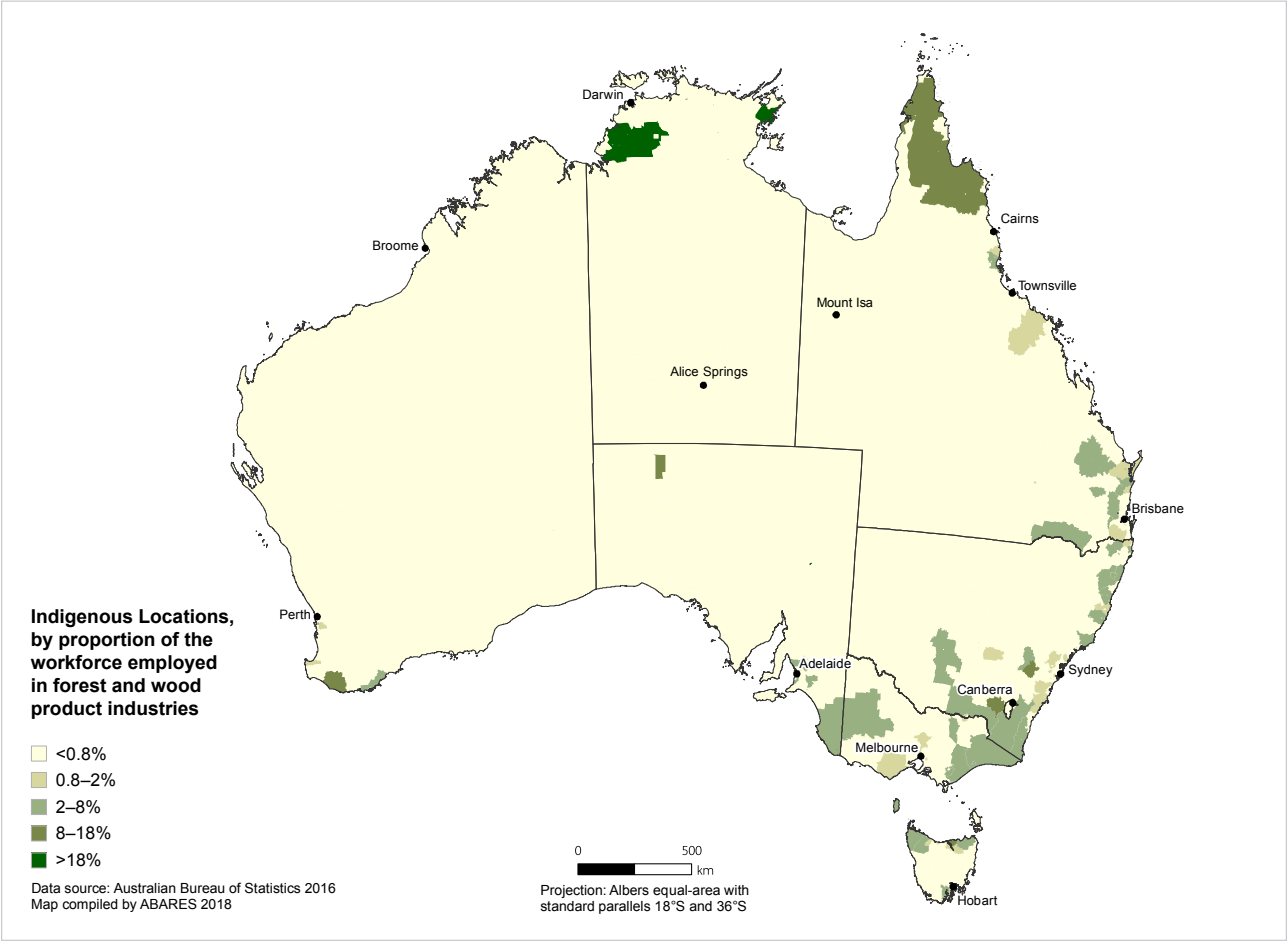 Darwin
Cairns
Broome
Townsville
Mount Isa
Alice Springs
Brisbane
Perth
Adelaide
Sydney
Canberra
Melbourne
Hobart
Indigenous Locations,
by proportion of the
workforce employed
in forest and wood
product industries
<0.8%
0.8–2%
2–8%
8–18%
>18%
Data source: Australian Bureau of Statistics 2016
Map compiled by ABARES 2018
0 500
km
Projection: Albers equal-area with
standard parallels 18°S and 36°S